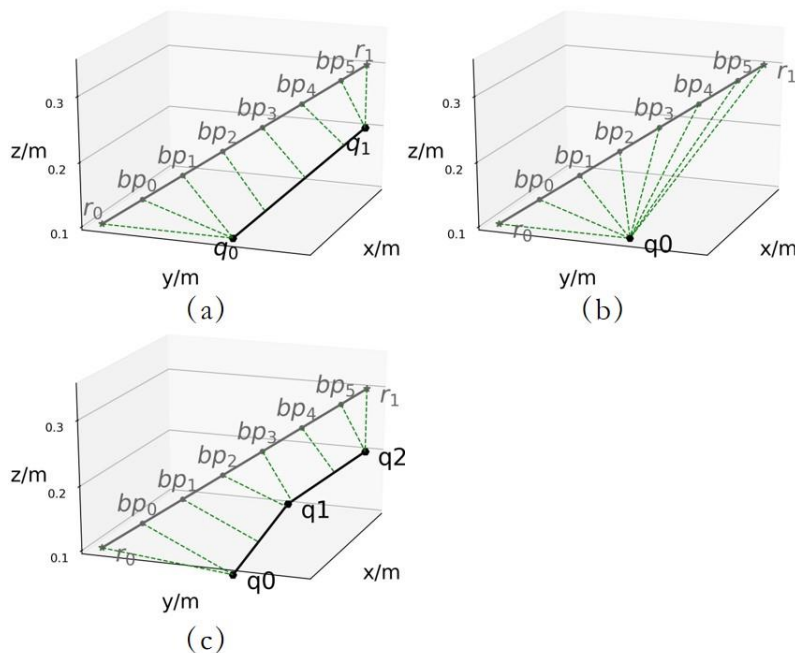 r₁
bp₅
bp₄
0.3
bp₃
q₁
bp₂
z/m
0.2
bp₁
bp₀
r₀
0.1
q₀
x/m
y/m
(a)
bp₅
r₁
bp₄
0.3
bp₃
bp₂
z/m
0.2
bp₁
bp₀
r₀
0.1
q0
x/m
y/m
(b)
bp₅
r₁
bp₄
0.3
bp₃
q2
bp₂
z/m
0.2
bp₁
q1
bp₀
r₀
0.1
q0
x/m
y/m
(c)